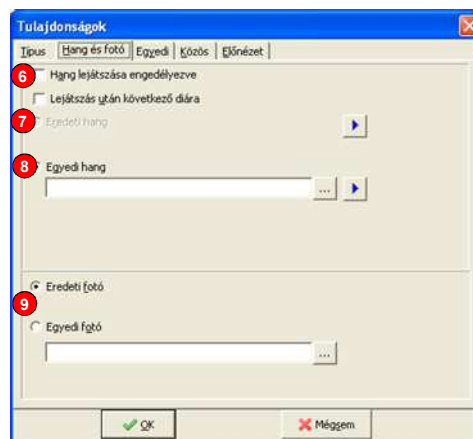 Tulajdonságok
Típus Hang és fotó Egyedi Közös Előnézet
6 Hang lejátszása engedélyezve
Lejátszás után következő diára
7 Eredeti hang
8 Egyedi hang
...
Eredeti fotó
9
Egyedi fotó
...
OK Mégsem